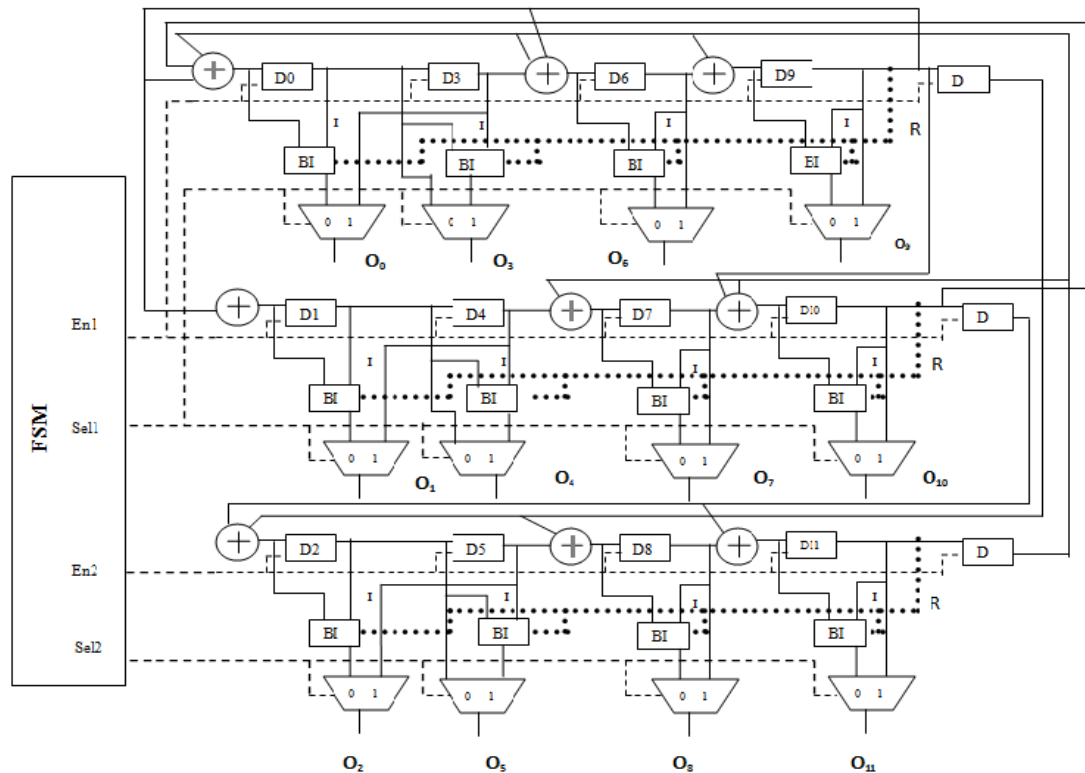 D0 D3 D6 D9 D
I I I I R
BI BI BI BI
0 1 0 1 0 1 0 1
O0 O3 O6 O9
FSM
En1
Sel1
En2
Sel2
D1 D4 D7 D10 D
I I I I R
BI BI BI BI
0 1 0 1 0 1 0 1
O1 O4 O7 O10
D2 D5 D8 D11 D
I I I I R
BI BI BI BI
0 1 0 1 0 1 0 1
O2 O5 O8 O11